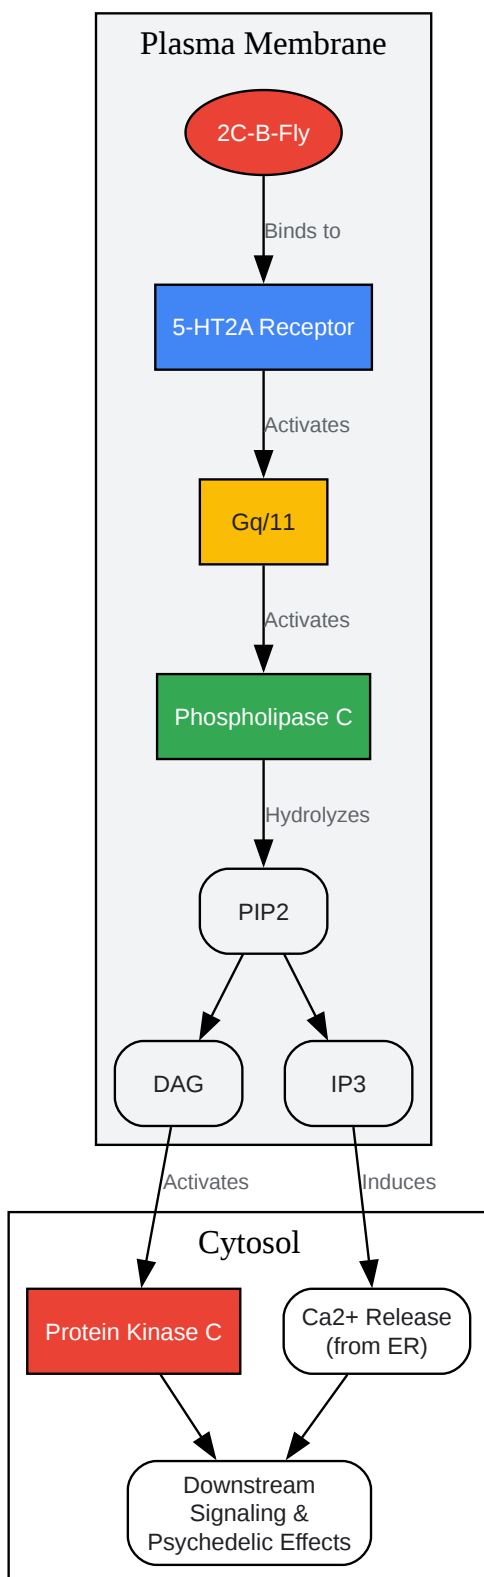 Plasma Membrane
2C-B-Fly
Binds to
5-HT2A Receptor
Activates
Gq/11
Activates
Phospholipase C
Hydrolyzes
PIP2
DAG
IP3
Activates
Induces
Cytosol
Protein Kinase C
Ca2+ Release
(from ER)
Downstream
Signaling &
Psychedelic Effects